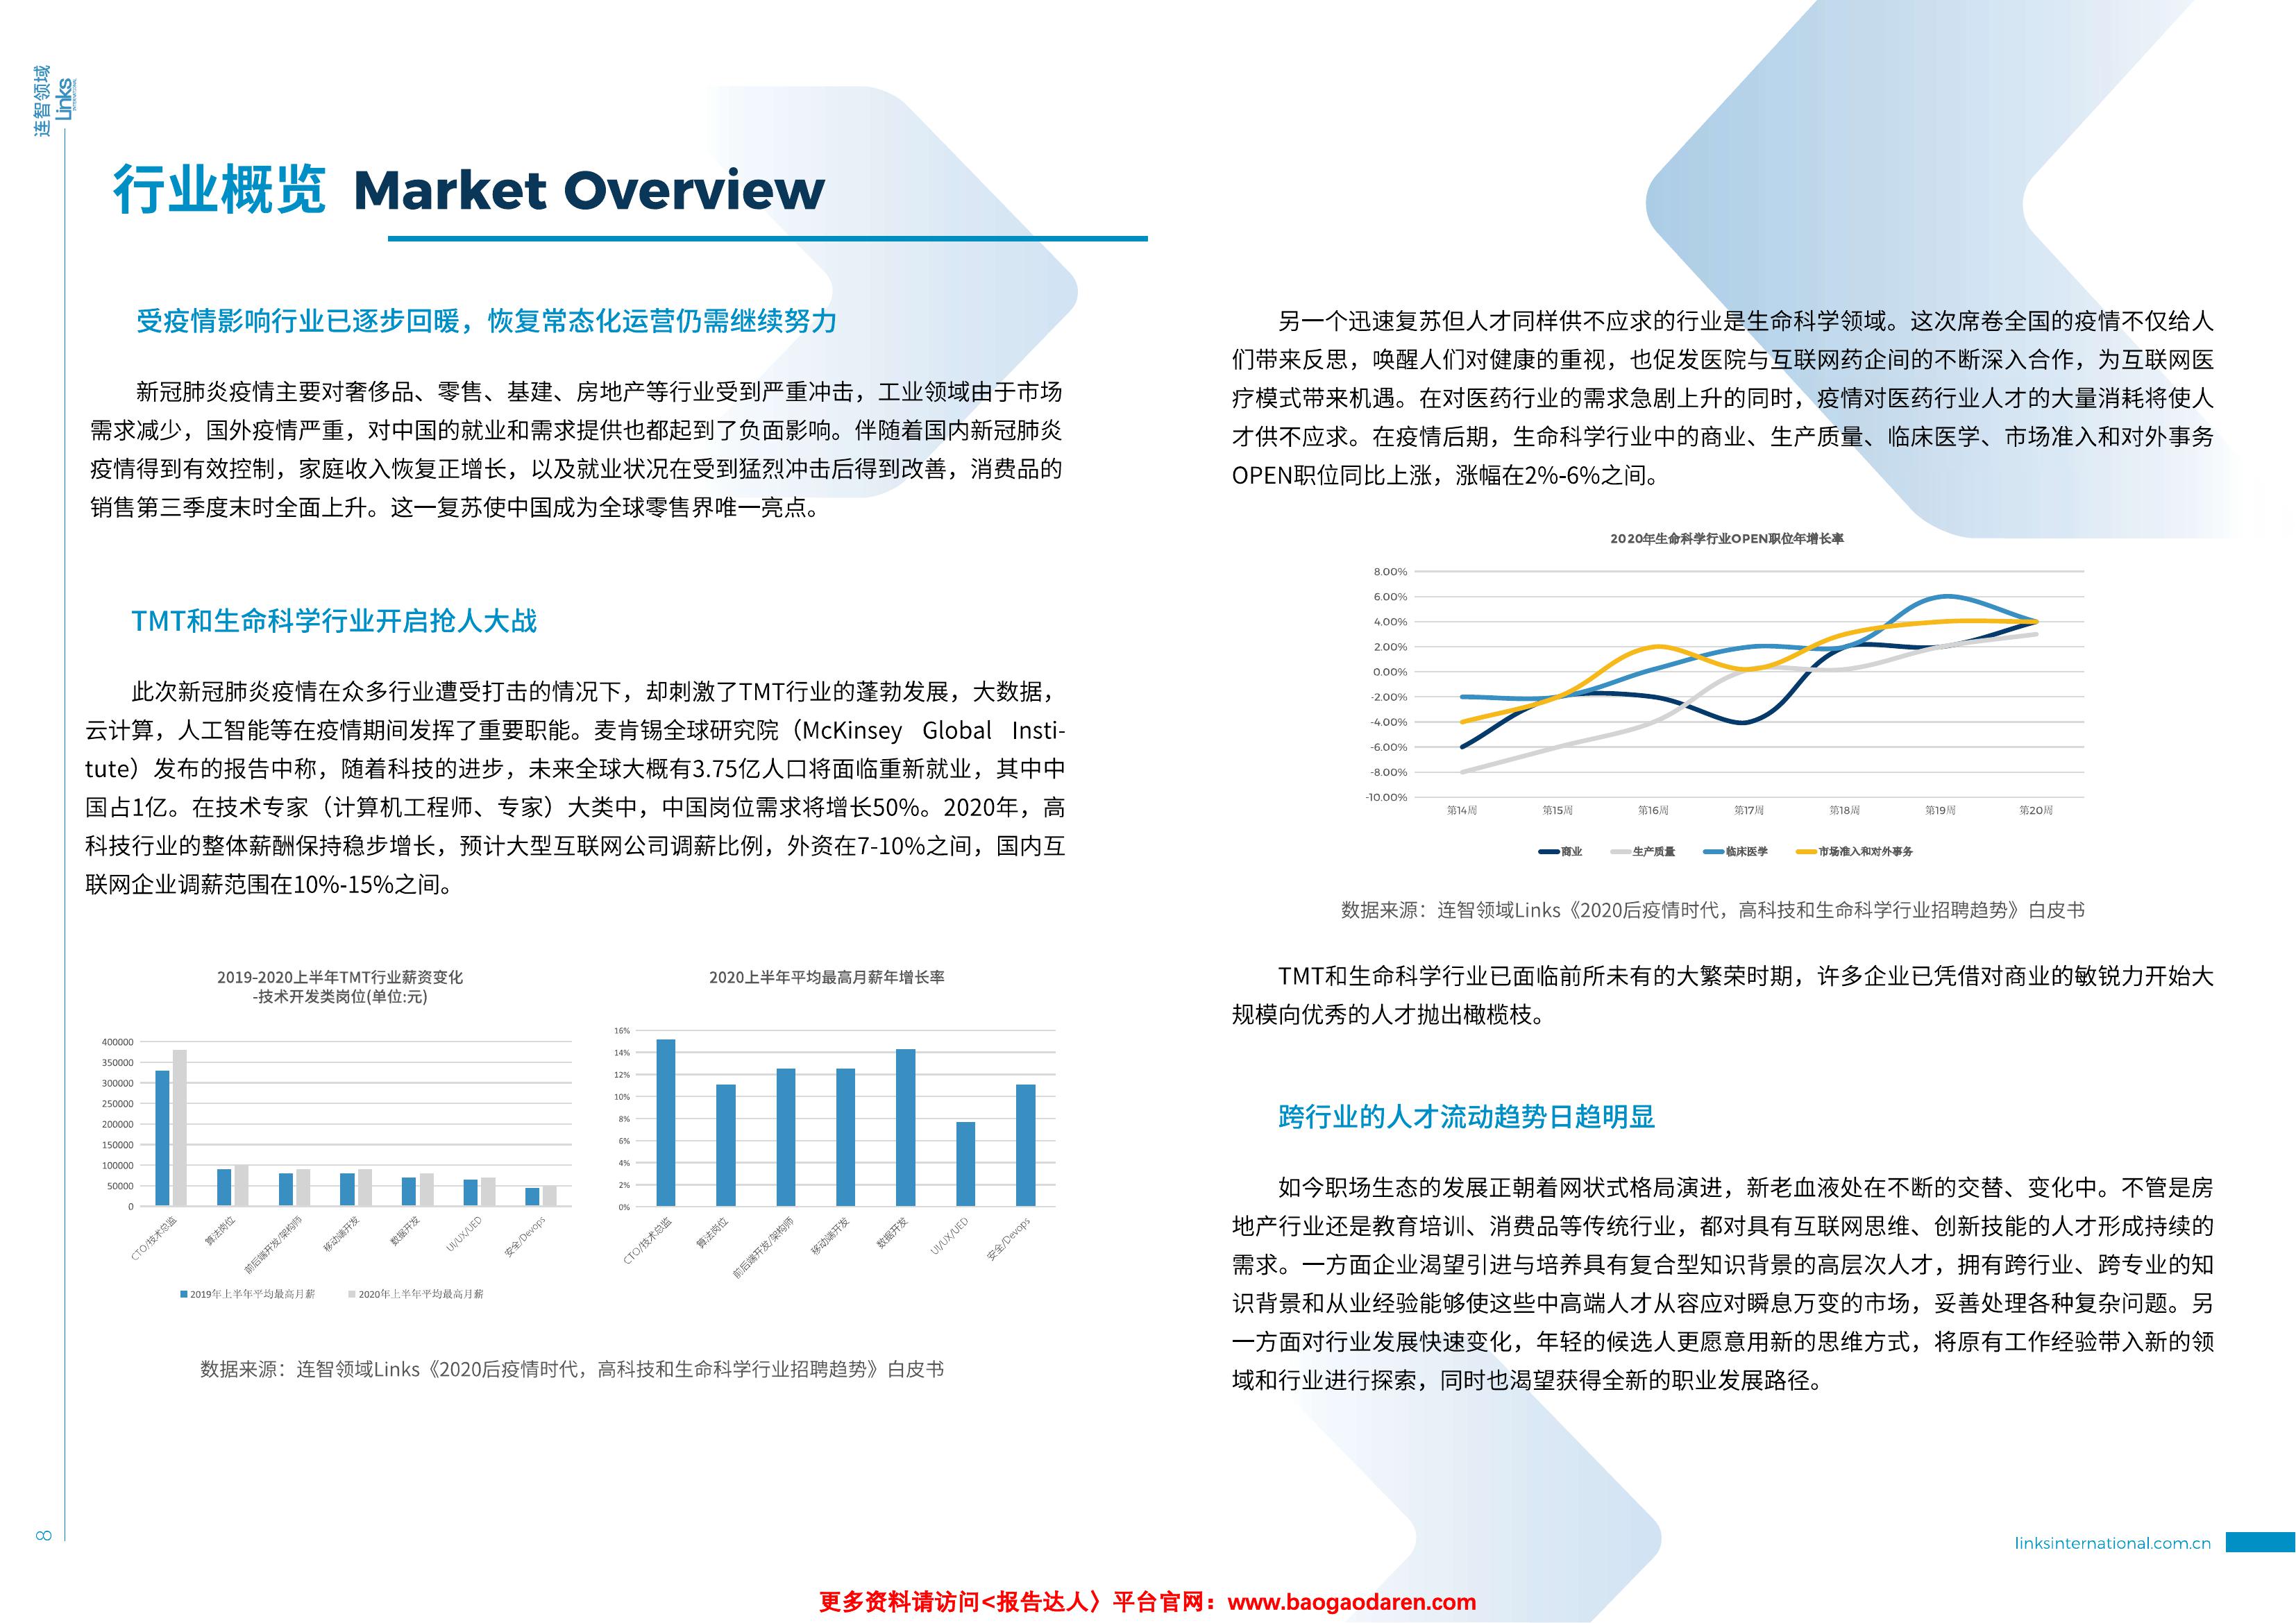 连智领域
Links
INTERNATIONAL
行业概览 Market Overview
受疫情影响行业已逐步回暖，恢复常态化运营仍需继续努力
新冠肺炎疫情主要对奢侈品、零售、基建、房地产等行业受到严重冲击，工业领域由于市场
需求减少，国外疫情严重，对中国的就业和需求提供也都起到了负面影响。伴随着国内新冠肺炎
疫情得到有效控制，家庭收入恢复正增长，以及就业状况在受到猛烈冲击后得到改善，消费品的
销售第三季度末时全面上升。这一复苏使中国成为全球零售界唯一亮点。
TMT和生命科学行业开启抢人大战
此次新冠肺炎疫情在众多行业遭受打击的情况下，却刺激了TMT行业的蓬勃发展，大数据，
云计算，人工智能等在疫情期间发挥了重要职能。麦肯锡全球研究院（McKinsey Global Insti-
tute）发布的报告中称，随着科技的进步，未来全球大概有3.75亿人口将面临重新就业，其中中
国占1亿。在技术专家（计算机工程师、专家）大类中，中国岗位需求将增长50%。2020年，高
科技行业的整体薪酬保持稳步增长，预计大型互联网公司调薪比例，外资在7-10%之间，国内互
联网企业调薪范围在10%-15%之间。
2019-2020上半年TMT行业薪资变化
-技术开发类岗位(单位:元)
400000
350000
300000
250000
200000
150000
100000
50000
0
CTO/技术总监
算法岗位
前后端开发/架构师
移动端开发
数据开发
UI/UX/UED
安全/Devops
2019年上半年平均最高月薪
2020年上半年平均最高月薪
2020上半年平均最高月薪年增长率
16%
14%
12%
10%
8%
6%
4%
2%
0%
CTO/技术总监
算法岗位
前后端开发/架构师
移动端开发
数据开发
UI/UX/UED
安全/Devops
数据来源：连智领域Links《2020后疫情时代，高科技和生命科学行业招聘趋势》白皮书
8
另一个迅速复苏但人才同样供不应求的行业是生命科学领域。这次席卷全国的疫情不仅给人
们带来反思，唤醒人们对健康的重视，也促发医院与互联网药企间的不断深入合作，为互联网医
疗模式带来机遇。在对医药行业的需求急剧上升的同时，疫情对医药行业人才的大量消耗将使人
才供不应求。在疫情后期，生命科学行业中的商业、生产质量、临床医学、市场准入和对外事务
OPEN职位同比上涨，涨幅在2%-6%之间。
2020年生命科学行业OPEN职位年增长率
8.00%
6.00%
4.00%
2.00%
0.00%
-2.00%
-4.00%
-6.00%
-8.00%
-10.00%
第14周
第15周
第16周
第17周
第18周
第19周
第20周
商业
生产质量
临床医学
市场准入和对外事务
数据来源：连智领域Links《2020后疫情时代，高科技和生命科学行业招聘趋势》白皮书
TMT和生命科学行业已面临前所未有的大繁荣时期，许多企业已凭借对商业的敏锐力开始大
规模向优秀的人才抛出橄榄枝。
跨行业的人才流动趋势日趋明显
如今职场生态的发展正朝着网状式格局演进，新老血液处在不断的交替、变化中。不管是房
地产行业还是教育培训、消费品等传统行业，都对具有互联网思维、创新技能的人才形成持续的
需求。一方面企业渴望引进与培养具有复合型知识背景的高层次人才，拥有跨行业、跨专业的知
识背景和从业经验能够使这些中高端人才从容应对瞬息万变的市场，妥善处理各种复杂问题。另
一方面对行业发展快速变化，年轻的候选人更愿意用新的思维方式，将原有工作经验带入新的领
域和行业进行探索，同时也渴望获得全新的职业发展路径。
linksinternational.com.cn
更多资料请访问<报告达人〉平台官网：www.baogaodaren.com